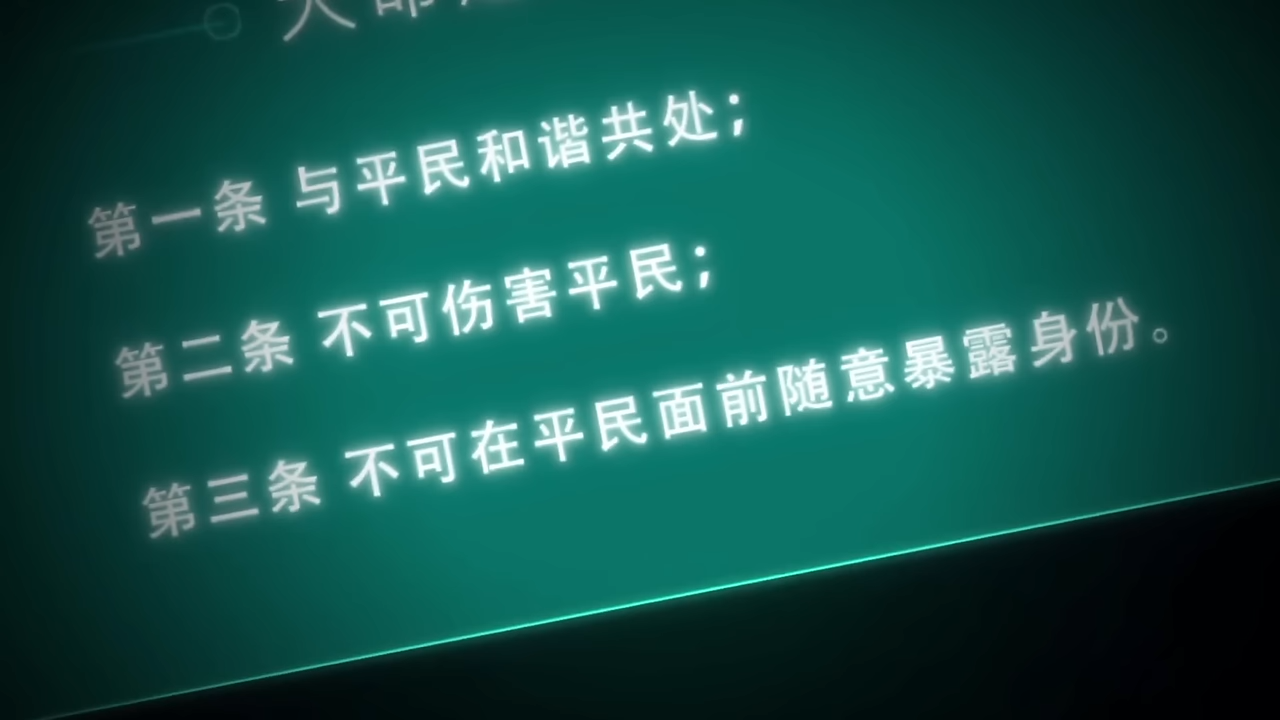 第一条 与平民和谐共处；
第二条 不可伤害平民；
第三条 不可在平民面前随意暴露身份。